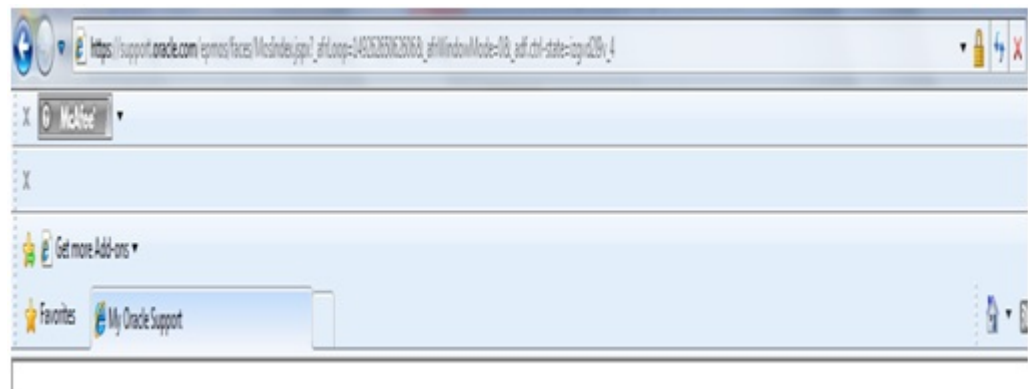 https://support.oracle.com/epmos/faces/MosIndex.jspx?_afrLoop=
McAfee
Get more Add-ons
Favorites
My Oracle Support